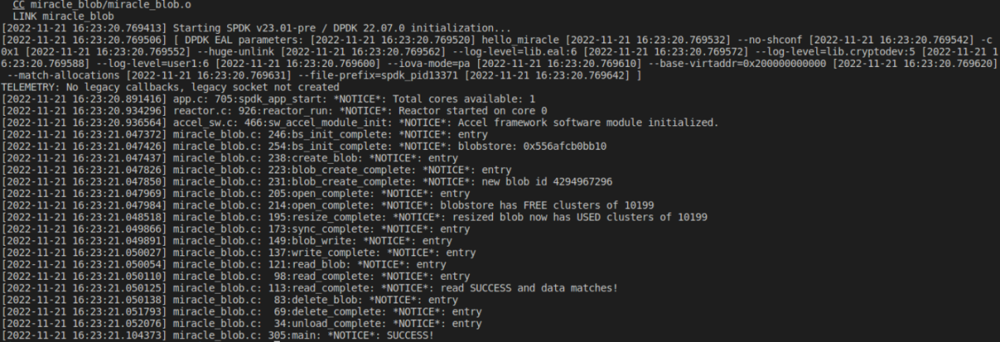 CC miracle_blob/miracle_blob.o
LINK miracle_blob
[2022-11-21 16:23:20.769413] Starting SPDK v23.01-pre / DPDK 22.07.0 initialization...
[2022-11-21 16:23:20.769506] [ DPDK EAL parameters: [2022-11-21 16:23:20.769520] hello_miracle [2022-11-21 16:23:20.769532] --no-shconf [2022-11-21 16:23:20.769542] -c
0x1 [2022-11-21 16:23:20.769552] --huge-unlink [2022-11-21 16:23:20.769562] --log-level=lib.eal:6 [2022-11-21 16:23:20.769572] --log-level=lib.cryptodev:5 [2022-11-21 1
6:23:20.769588] --log-level=user1:6 [2022-11-21 16:23:20.769600] --iova-mode=pa [2022-11-21 16:23:20.769610] --base-virtaddr=0x200000000000 [2022-11-21 16:23:20.769620]
--match-allocations [2022-11-21 16:23:20.769631] --file-prefix=spdk_pid13371 [2022-11-21 16:23:20.769642] ]
TELEMETRY: No legacy callbacks, legacy socket not created
[2022-11-21 16:23:20.891416] app.c: 705:spdk_app_start: *NOTICE*: Total cores available: 1
[2022-11-21 16:23:20.934296] reactor.c: 926:reactor_run: *NOTICE*: Reactor started on core 0
[2022-11-21 16:23:20.936564] accel_sw.c: 466:sw_accel_module_init: *NOTICE*: Accel framework software module initialized.
[2022-11-21 16:23:21.047372] miracle_blob.c: 246:bs_init_complete: *NOTICE*: entry
[2022-11-21 16:23:21.047426] miracle_blob.c: 254:bs_init_complete: *NOTICE*: blobstore: 0x556afcb0bb10
[2022-11-21 16:23:21.047437] miracle_blob.c: 238:create_blob: *NOTICE*: entry
[2022-11-21 16:23:21.047826] miracle_blob.c: 223:blob_create_complete: *NOTICE*: entry
[2022-11-21 16:23:21.047850] miracle_blob.c: 231:blob_create_complete: *NOTICE*: new blob id 4294967296
[2022-11-21 16:23:21.047969] miracle_blob.c: 205:open_complete: *NOTICE*: entry
[2022-11-21 16:23:21.047984] miracle_blob.c: 214:open_complete: *NOTICE*: blobstore has FREE clusters of 10199
[2022-11-21 16:23:21.048518] miracle_blob.c: 195:resize_complete: *NOTICE*: resized blob now has USED clusters of 10199
[2022-11-21 16:23:21.049866] miracle_blob.c: 173:sync_complete: *NOTICE*: entry
[2022-11-21 16:23:21.049891] miracle_blob.c: 149:blob_write: *NOTICE*: entry
[2022-11-21 16:23:21.050027] miracle_blob.c: 137:write_complete: *NOTICE*: entry
[2022-11-21 16:23:21.050054] miracle_blob.c: 121:read_blob: *NOTICE*: entry
[2022-11-21 16:23:21.050110] miracle_blob.c:  98:read_complete: *NOTICE*: entry
[2022-11-21 16:23:21.050125] miracle_blob.c: 113:read_complete: *NOTICE*: read SUCCESS and data matches!
[2022-11-21 16:23:21.050138] miracle_blob.c:  83:delete_blob: *NOTICE*: entry
[2022-11-21 16:23:21.051793] miracle_blob.c:  69:delete_complete: *NOTICE*: entry
[2022-11-21 16:23:21.052076] miracle_blob.c:  34:unload_complete: *NOTICE*: entry
[2022-11-21 16:23:21.104373] miracle_blob.c: 305:main: *NOTICE*: SUCCESS!